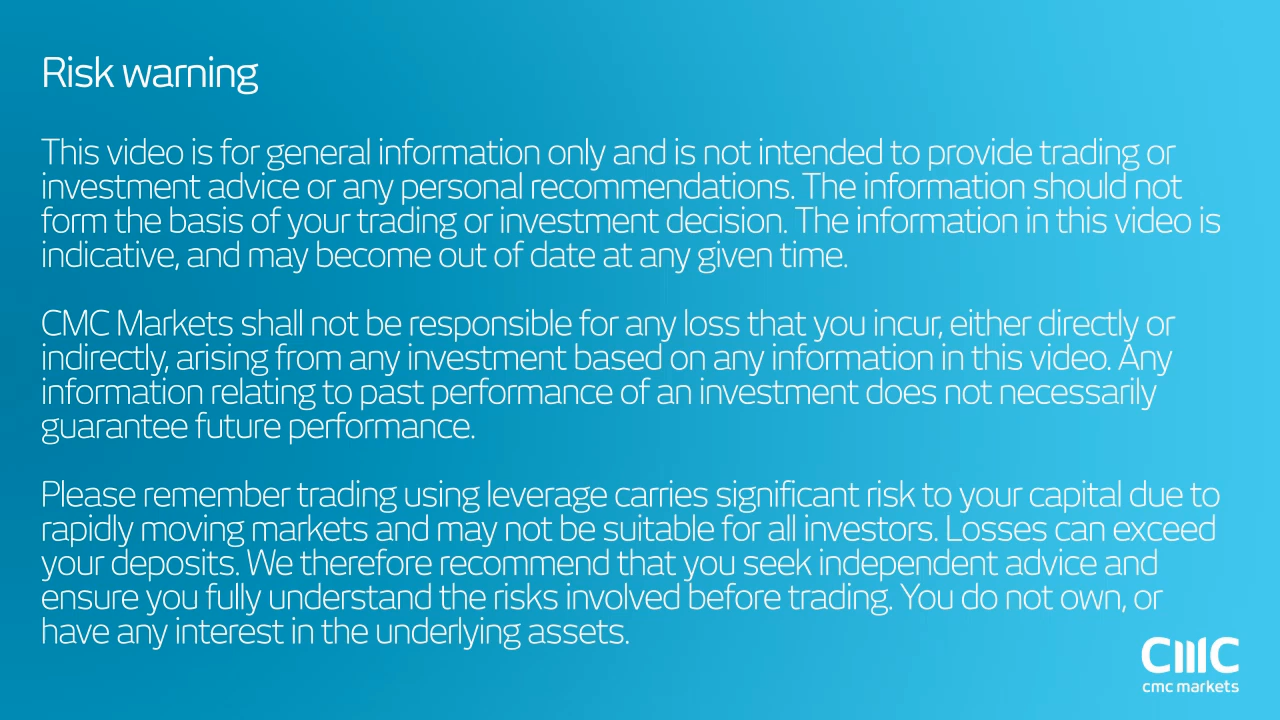 Risk warning
This video is for general information only and is not intended to provide trading or
investment advice or any personal recommendations. The information should not
form the basis of your trading or investment decision. The information in this video is
indicative, and may become out of date at any given time.
CMC Markets shall not be responsible for any loss that you incur, either directly or
indirectly, arising from any investment based on any information in this video. Any
information relating to past performance of an investment does not necessarily
guarantee future performance.
Please remember trading using leverage carries significant risk to your capital due to
rapidly moving markets and may not be suitable for all investors. Losses can exceed
your deposits. We therefore recommend that you seek independent advice and
ensure you fully understand the risks involved before trading. You do not own, or
have any interest in the underlying assets.
CMC
cmc markets